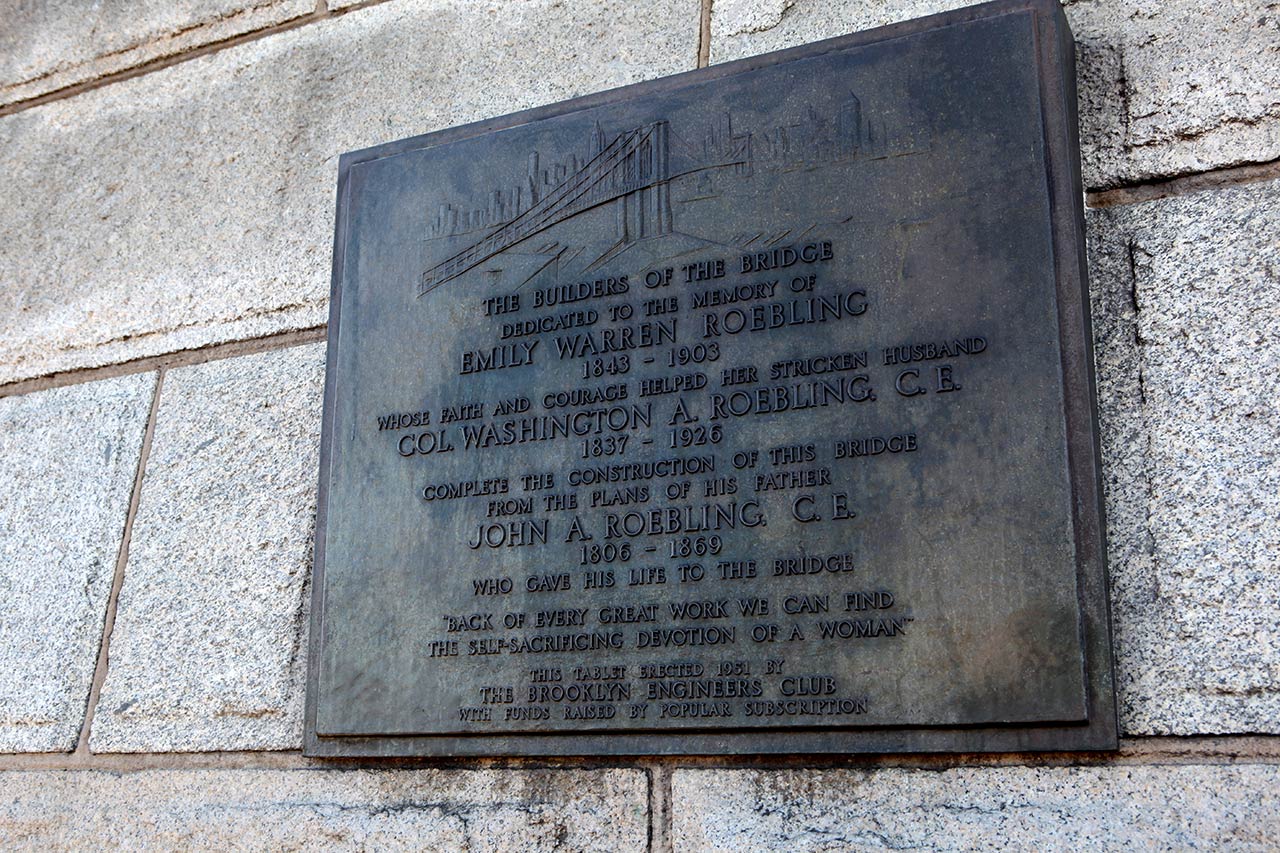 THE BUILDERS OF THE BRIDGE
DEDICATED TO THE MEMORY OF
EMILY WARREN ROEBLING
1843 - 1903
WHOSE FAITH AND COURAGE HELPED HER STRICKEN HUSBAND
COL. WASHINGTON A. ROEBLING, C. E.
1837 - 1926
COMPLETE THE CONSTRUCTION OF THIS BRIDGE
FROM THE PLANS OF HIS FATHER
JOHN A. ROEBLING, C. E.
1806 - 1869
WHO GAVE HIS LIFE TO THE BRIDGE
"BACK OF EVERY GREAT WORK WE CAN FIND
THE SELF-SACRIFICING DEVOTION OF A WOMAN"
THIS TABLET ERECTED 1951 BY
THE BROOKLYN ENGINEERS CLUB
WITH FUNDS RAISED BY POPULAR SUBSCRIPTION